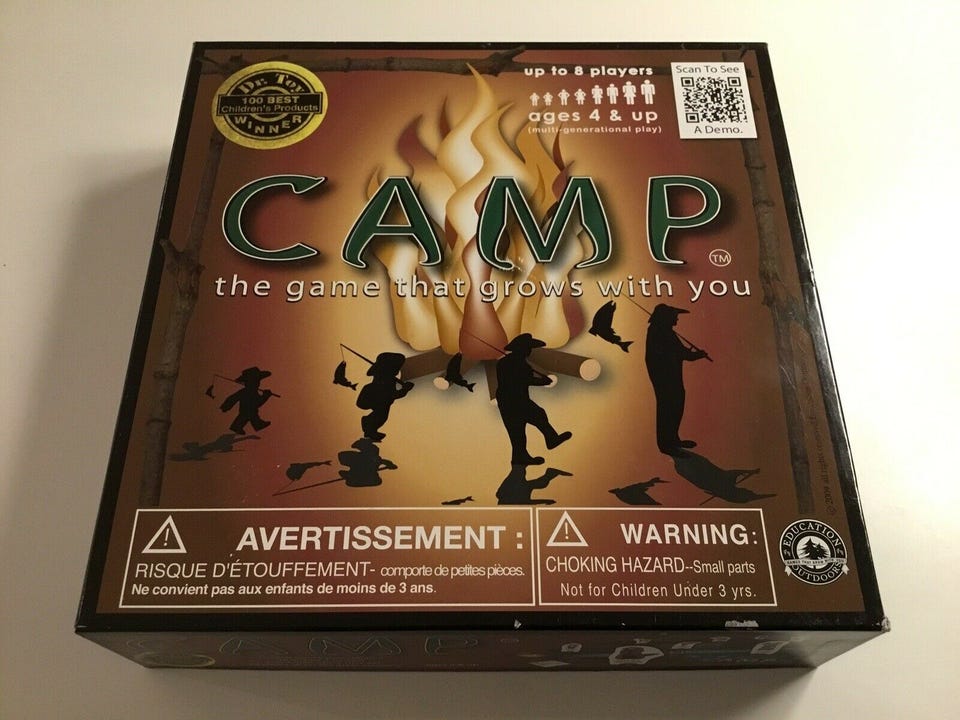 DR. TOY
100 BEST
Children's Products
WINNER
up to 8 players
ages 4 & up
(multi-generational play)
Scan To See
A Demo.
CAMP
TM
the game that grows with you
AVERTISSEMENT :
RISQUE D'ÉTOUFFEMENT- comporte de petites pièces.
Ne convient pas aux enfants de moins de 3 ans.
WARNING:
CHOKING HAZARD--Small parts
Not for Children Under 3 yrs.
EDUCATION
OUTDOORS
CAMP